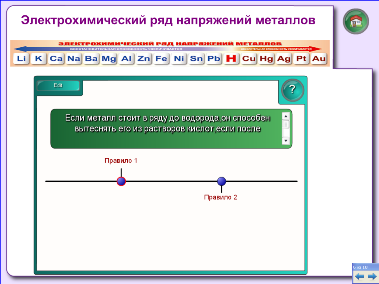 Электрохимический ряд напряжений металлов
ЭЛЕКТРОХИМИЧЕСКИЙ РЯД НАПРЯЖЕНИЙ МЕТАЛЛОВ
Li K Ca Na Ba Mg Al Zn Fe Ni Sn Pb H Cu Hg Ag Pt Au
Edit
?
Если металл стоит в ряду до водорода,он способен
вытеснять его из растворов кислот,если после
Правило 1
Правило 2